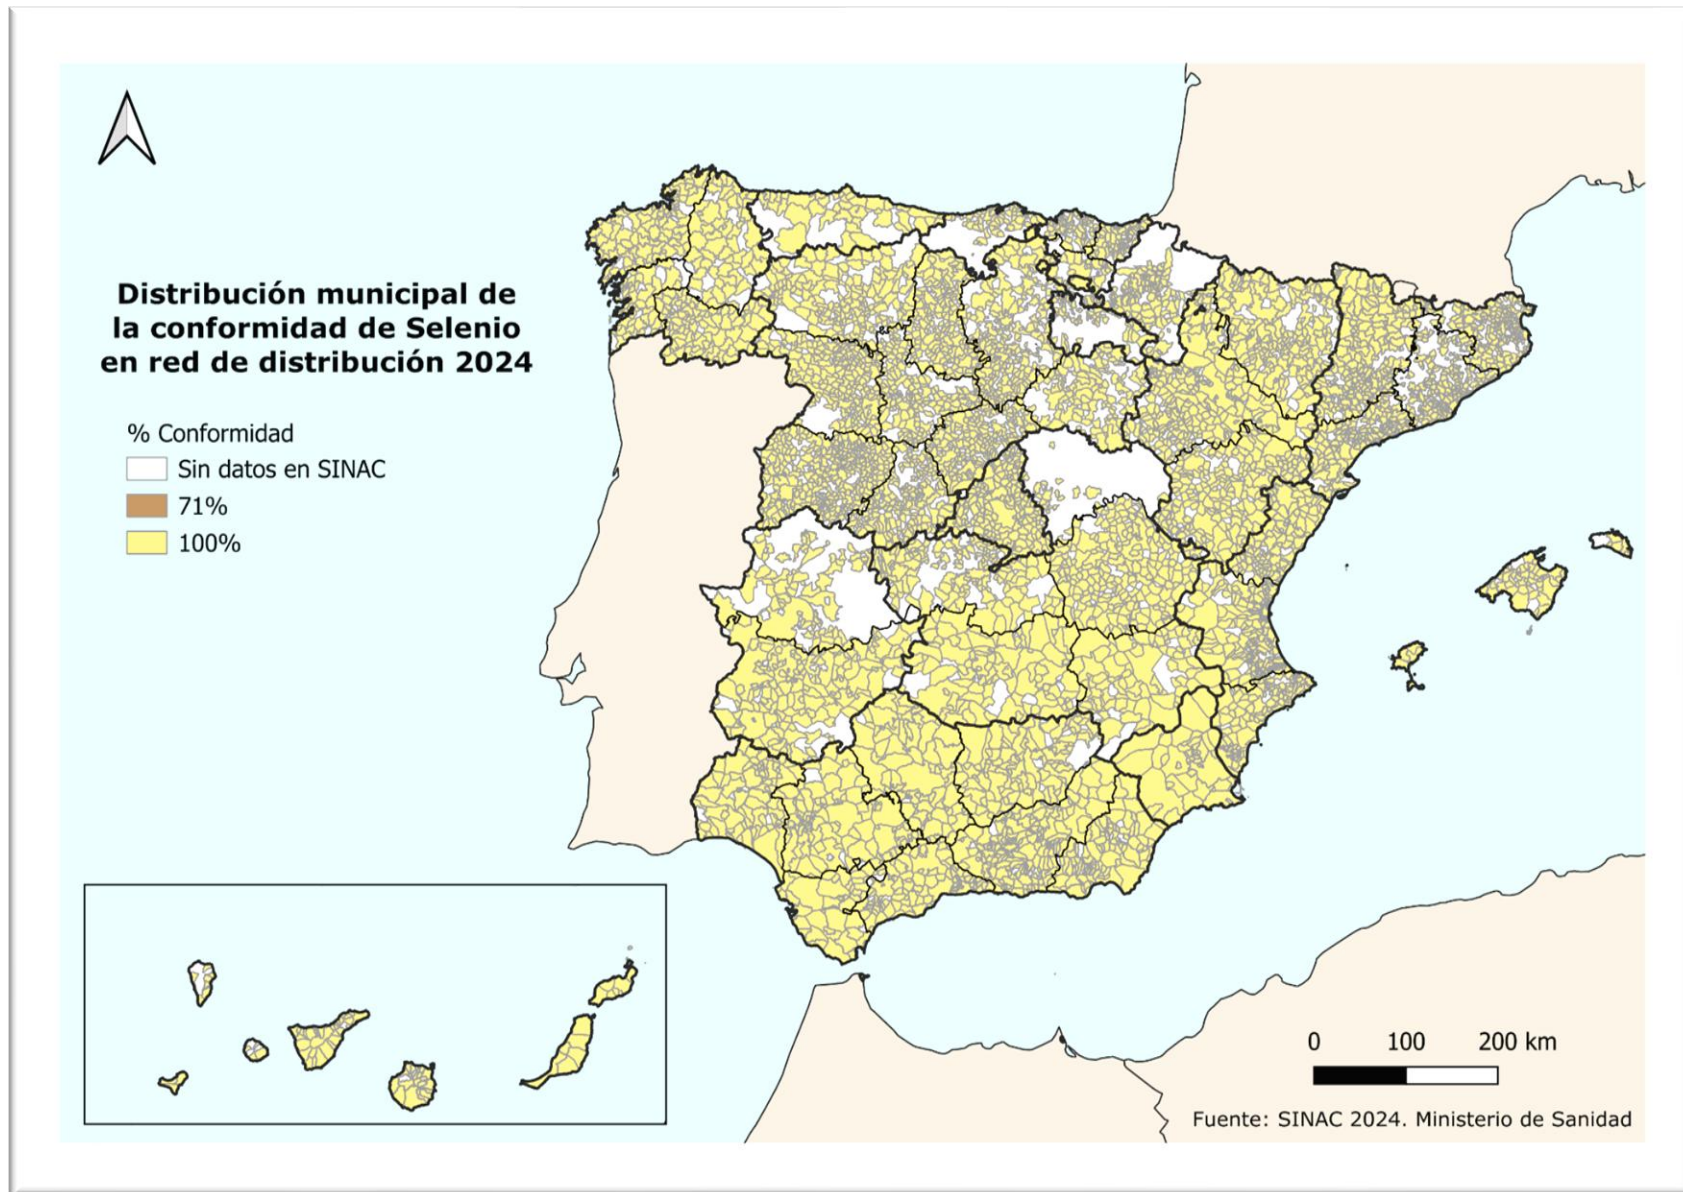 Distribución municipal de
la conformidad de Selenio
en red de distribución 2024
% Conformidad
Sin datos en SINAC
71%
100%
0 100 200 km
Fuente: SINAC 2024. Ministerio de Sanidad